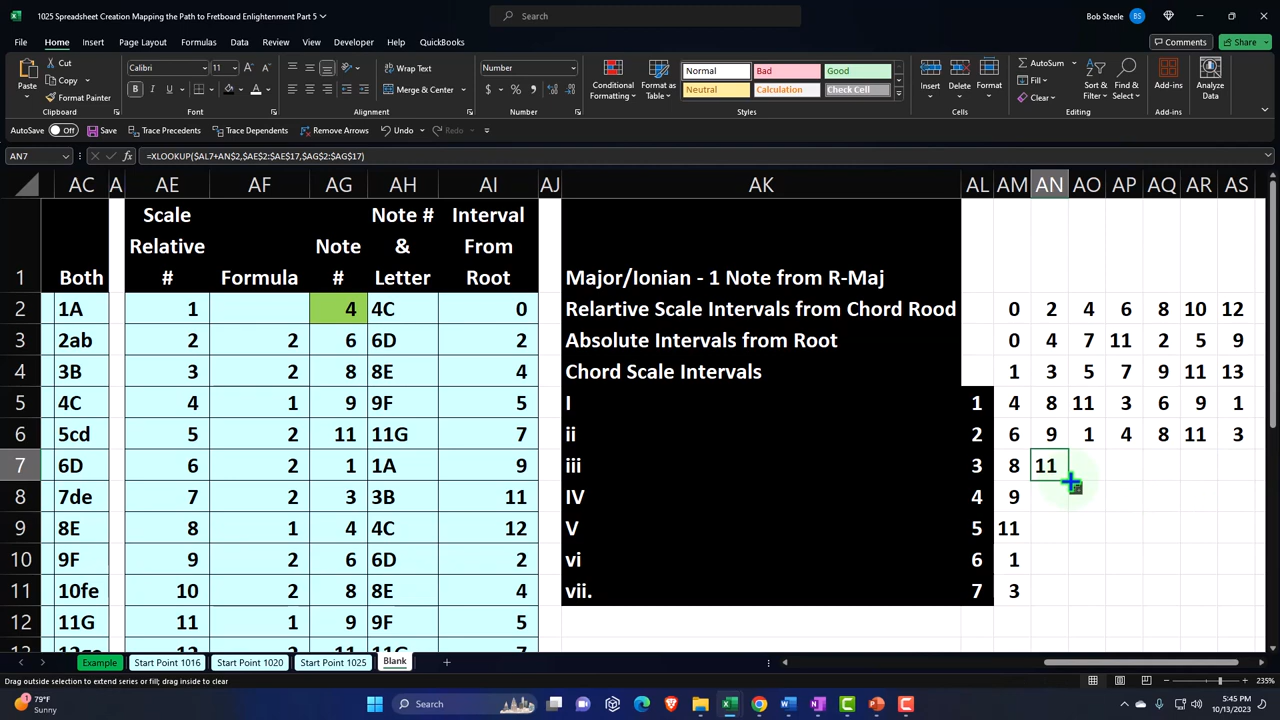 1025 Spreadsheet Creation Mapping the Path to Fretboard Enlightenment Part 5
Search
Bob Steele BS
File Home Insert Page Layout Formulas Data Review View Developer Automate Help QuickBooks
Comments Share
Paste
Cut
Copy
Format Painter
Clipboard
Calibri 11
B I U
Font
Wrap Text
Merge & Center
Alignment
Number
$ % ,
Number
Conditional Formatting
Format as Table
Normal Bad Good
Neutral Calculation Check Cell
Styles
Insert Delete Format
Cells
AutoSum
Fill
Clear
Sort & Filter
Find & Select
Editing
Add-ins
Add-ins
Analyze Data
AutoSave Off Save Trace Precedents Trace Dependents Remove Arrows Undo Redo
AN7 fx =XLOOKUP($AL7+AN$2,$AE$2:$AE$17,$AG$2:$AG$17)
AC A AE AF AG AH AI AJ AK AL AM AN AO AP AQ AR AS
1 Both Scale Relative # Formula Note # Note # & Letter Interval From Root Major/Ionian - 1 Note from R-Maj
2 1A 1 4 4C 0 Relartive Scale Intervals from Chord Rood 0 2 4 6 8 10 12
3 2ab 2 2 6 6D 2 Absolute Intervals from Root 0 4 7 11 2 5 9
4 3B 3 2 8 8E 4 Chord Scale Intervals 1 3 5 7 9 11 13
5 4C 4 1 9 9F 5 I 1 4 8 11 3 6 9 1
6 5cd 5 2 11 11G 7 ii 2 6 9 1 4 8 11 3
7 6D 6 2 1 1A 9 iii 3 8 11
8 7de 7 2 3 3B 11 IV 4 9
9 8E 8 1 4 4C 12 V 5 11
10 9F 9 2 6 6D 2 vi 6 1
11 10fe 10 2 8 8E 4 vii. 7 3
12 11G 11 1 9 9F 5
Example Start Point 1016 Start Point 1020 Start Point 1025 Blank
Drag outside selection to extend series or fill; drag inside to clear
235%
79°F
Sunny
Search
5:45 PM
10/13/2023